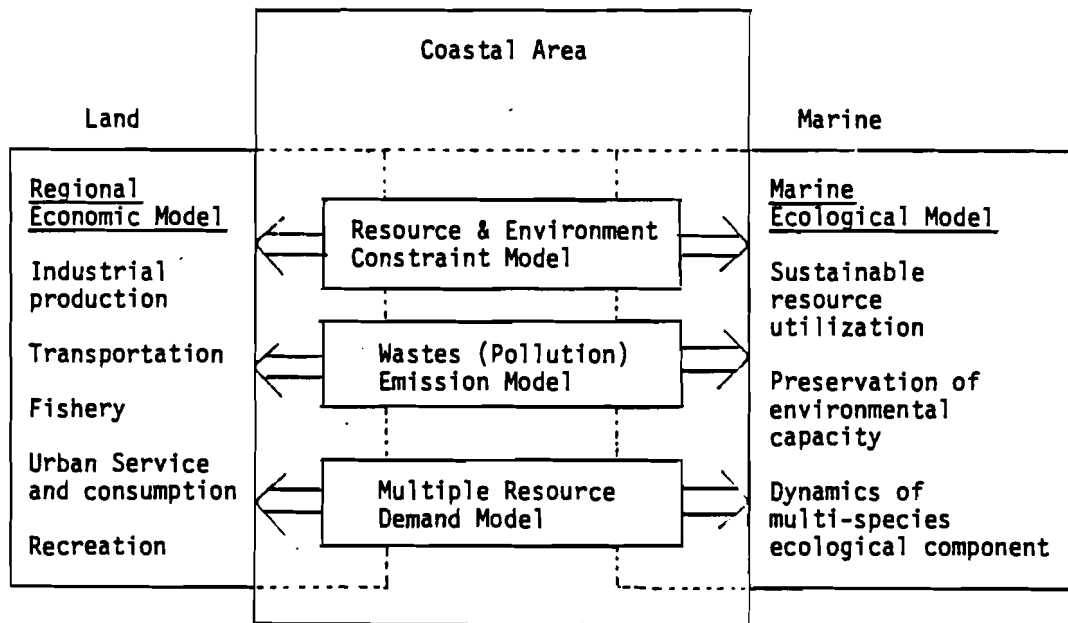 Coastal Area
Land
Marine
Regional
Economic Model
Industrial
production
Transportation
Fishery
Urban Service
and consumption
Recreation
Resource & Environment
Constraint Model
Wastes (Pollution)
Emission Model
Multiple Resource
Demand Model
Marine
Ecological Model
Sustainable
resource
utilization
Preservation of
environmental
capacity
Dynamics of
multi-species
ecological component